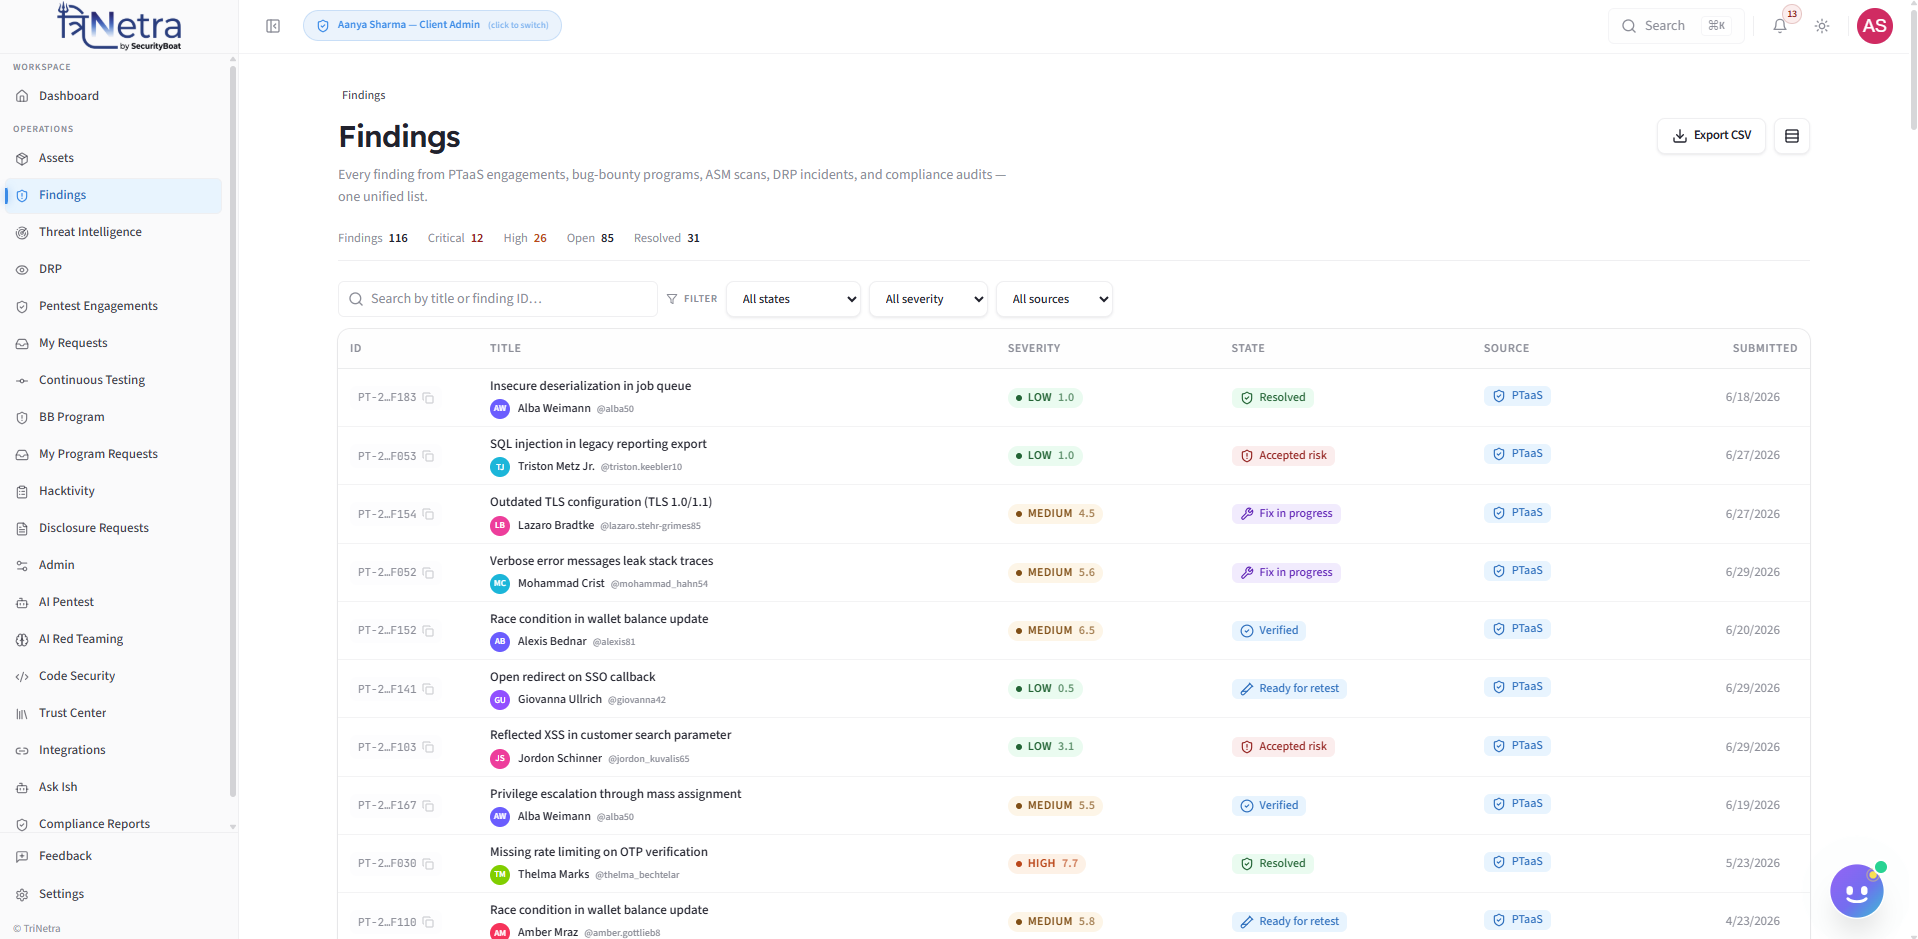 त्रिNetra
by SecurityBoat
Aanya Sharma — Client Admin (click to switch)
Search ⌘K
13
AS
WORKSPACE
Dashboard
OPERATIONS
Assets
Findings
Threat Intelligence
DRP
Pentest Engagements
My Requests
Continuous Testing
BB Program
My Program Requests
Hacktivity
Disclosure Requests
Admin
AI Pentest
AI Red Teaming
Code Security
Trust Center
Integrations
Ask Ish
Compliance Reports
Feedback
Settings
© TriNetra
Findings
Findings
Export CSV
Every finding from PTaaS engagements, bug-bounty programs, ASM scans, DRP incidents, and compliance audits —
one unified list.
Findings 116 Critical 12 High 26 Open 85 Resolved 31
Search by title or finding ID… FILTER All states All severity All sources
ID TITLE SEVERITY STATE SOURCE SUBMITTED
Insecure deserialization in job queue
PT-2…F183 LOW 1.0 Resolved PTaaS 6/18/2026
AW Alba Weimann @alba50
SQL injection in legacy reporting export
PT-2…F053 LOW 1.0 Accepted risk PTaaS 6/27/2026
TJ Triston Metz Jr. @triston.keebler10
Outdated TLS configuration (TLS 1.0/1.1)
PT-2…F154 MEDIUM 4.5 Fix in progress PTaaS 6/27/2026
LB Lazaro Bradtke @lazaro.stehr-grimes85
Verbose error messages leak stack traces
PT-2…F052 MEDIUM 5.6 Fix in progress PTaaS 6/29/2026
MC Mohammad Crist @mohammad_hahn54
Race condition in wallet balance update
PT-2…F152 MEDIUM 6.5 Verified PTaaS 6/20/2026
AB Alexis Bednar @alexis81
Open redirect on SSO callback
PT-2…F141 LOW 0.5 Ready for retest PTaaS 6/29/2026
GU Giovanna Ullrich @giovanna42
Reflected XSS in customer search parameter
PT-2…F103 LOW 3.1 Accepted risk PTaaS 6/29/2026
JS Jordon Schinner @jordon_kuvalis65
Privilege escalation through mass assignment
PT-2…F167 MEDIUM 5.5 Verified PTaaS 6/19/2026
AW Alba Weimann @alba50
Missing rate limiting on OTP verification
PT-2…F030 HIGH 7.7 Resolved PTaaS 5/23/2026
TM Thelma Marks @thelma_bechtelar
Race condition in wallet balance update
PT-2…F110 MEDIUM 5.8 Ready for retest PTaaS 4/23/2026
AM Amber Mraz @amber.gottlieb8